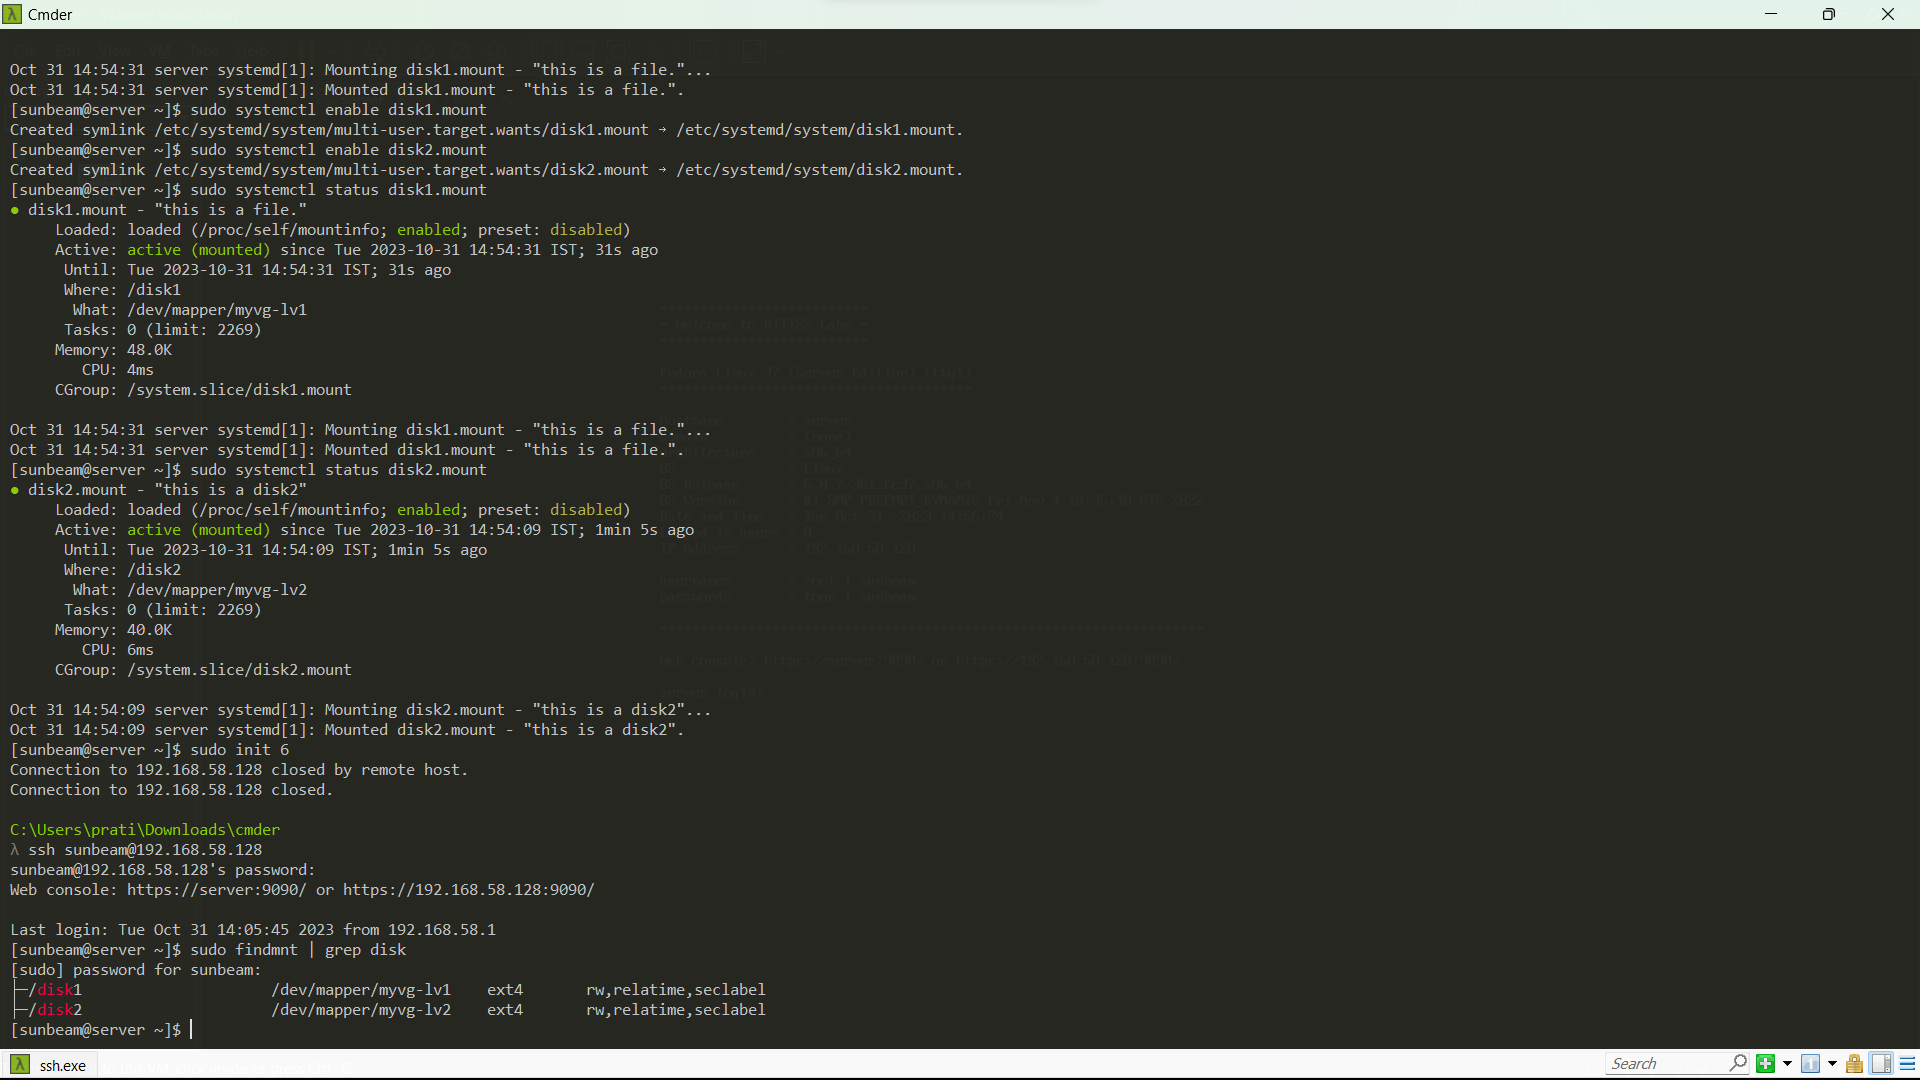 Cmder
Oct 31 14:54:31 server systemd[1]: Mounting disk1.mount - "this is a file."...
Oct 31 14:54:31 server systemd[1]: Mounted disk1.mount - "this is a file.".
[sunbeam@server ~]$ sudo systemctl enable disk1.mount
Created symlink /etc/systemd/system/multi-user.target.wants/disk1.mount → /etc/systemd/system/disk1.mount.
[sunbeam@server ~]$ sudo systemctl enable disk2.mount
Created symlink /etc/systemd/system/multi-user.target.wants/disk2.mount → /etc/systemd/system/disk2.mount.
[sunbeam@server ~]$ sudo systemctl status disk1.mount
● disk1.mount - "this is a file."
Loaded: loaded (/proc/self/mountinfo; enabled; preset: disabled)
Active: active (mounted) since Tue 2023-10-31 14:54:31 IST; 31s ago
Until: Tue 2023-10-31 14:54:31 IST; 31s ago
Where: /disk1
What: /dev/mapper/myvg-lv1
Tasks: 0 (limit: 2269)
Memory: 48.0K
CPU: 4ms
CGroup: /system.slice/disk1.mount
Oct 31 14:54:31 server systemd[1]: Mounting disk1.mount - "this is a file."...
Oct 31 14:54:31 server systemd[1]: Mounted disk1.mount - "this is a file.".
[sunbeam@server ~]$ sudo systemctl status disk2.mount
● disk2.mount - "this is a disk2"
Loaded: loaded (/proc/self/mountinfo; enabled; preset: disabled)
Active: active (mounted) since Tue 2023-10-31 14:54:09 IST; 1min 5s ago
Until: Tue 2023-10-31 14:54:09 IST; 1min 5s ago
Where: /disk2
What: /dev/mapper/myvg-lv2
Tasks: 0 (limit: 2269)
Memory: 40.0K
CPU: 6ms
CGroup: /system.slice/disk2.mount
Oct 31 14:54:09 server systemd[1]: Mounting disk2.mount - "this is a disk2"...
Oct 31 14:54:09 server systemd[1]: Mounted disk2.mount - "this is a disk2".
[sunbeam@server ~]$ sudo init 6
Connection to 192.168.58.128 closed by remote host.
Connection to 192.168.58.128 closed.
C:\Users\prati\Downloads\cmder
λ ssh sunbeam@192.168.58.128
sunbeam@192.168.58.128's password:
Web console: https://server:9090/ or https://192.168.58.128:9090/
Last login: Tue Oct 31 14:05:45 2023 from 192.168.58.1
[sunbeam@server ~]$ sudo findmnt | grep disk
[sudo] password for sunbeam:
├─/disk1 /dev/mapper/myvg-lv1 ext4 rw,relatime,seclabel
├─/disk2 /dev/mapper/myvg-lv2 ext4 rw,relatime,seclabel
[sunbeam@server ~]$
ssh.exe
Search